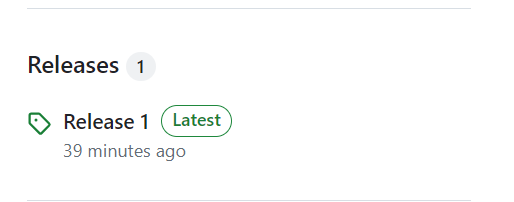 Releases 1
Release 1 Latest
39 minutes ago